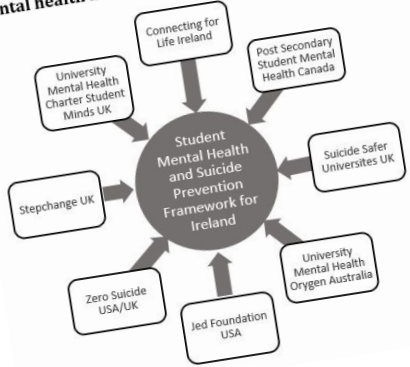 ntal health
Connecting for
Life Ireland
Post Secondary
Student Mental
Health Canada
University
Mental Health
Charter Student
Minds UK
Student
Mental Health
and Suicide
Prevention
Framework for
Ireland
Suicide Safer
Universites UK
Stepchange UK
University
Mental Health
Orygen Australia
Zero Suicide
USA/UK
Jed Foundation
USA